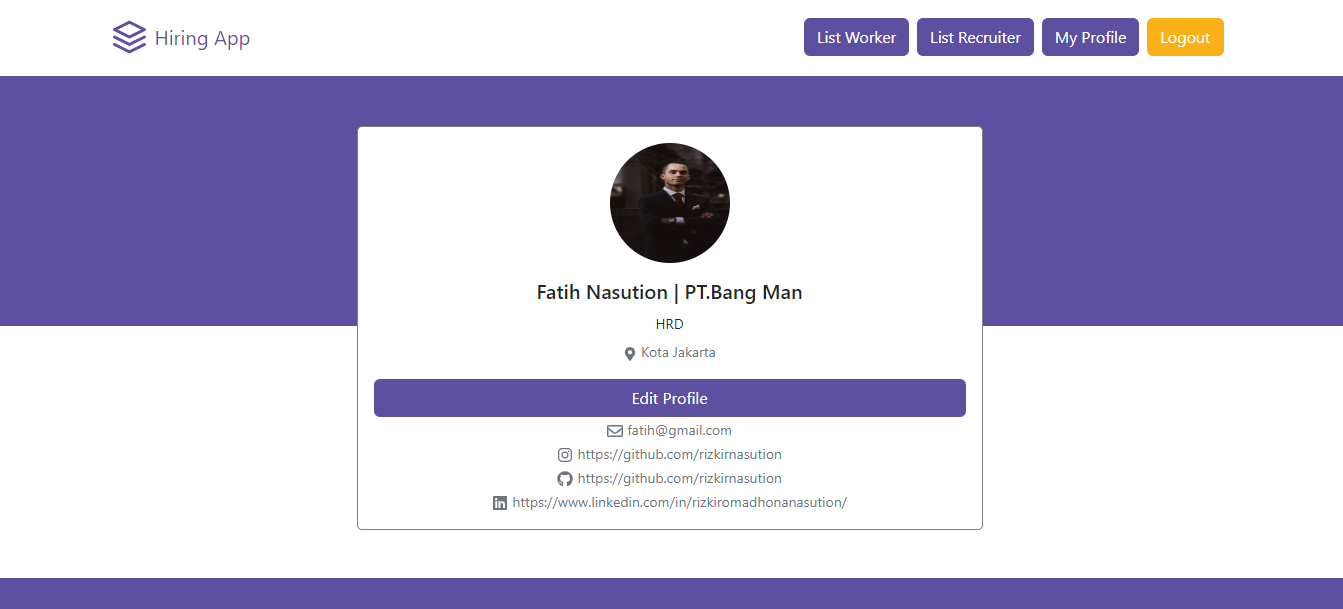 Hiring App
List Worker List Recruiter My Profile Logout
Fatih Nasution | PT.Bang Man
HRD
Kota Jakarta
Edit Profile
fatih@gmail.com
https://github.com/rizkirnasution
https://github.com/rizkirnasution
https://www.linkedin.com/in/rizkiromadhonanasution/